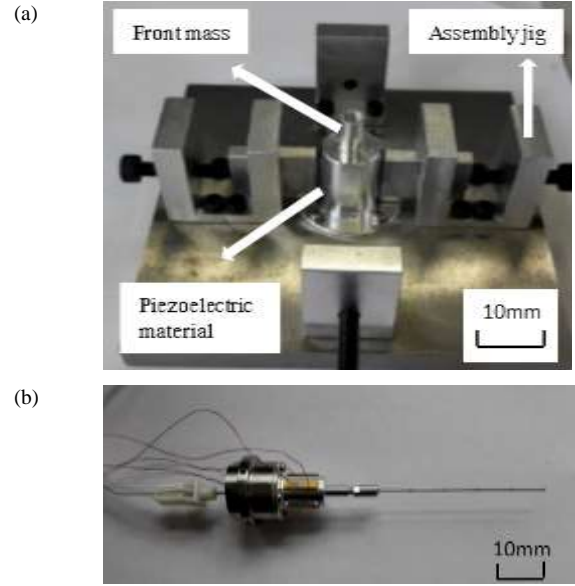 (a)
Front mass
Assembly jig
Piezoelectric
material
10mm
(b)
10mm